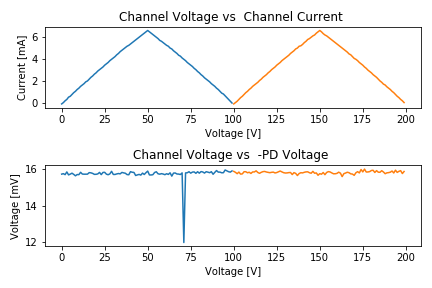 Channel Voltage vs  Channel Current
Current [mA]
6
4
2
0
0 25 50 75 100 125 150 175 200
Voltage [V]
Channel Voltage vs  -PD Voltage
Voltage [mV]
16
14
12
0 25 50 75 100 125 150 175 200
Voltage [V]